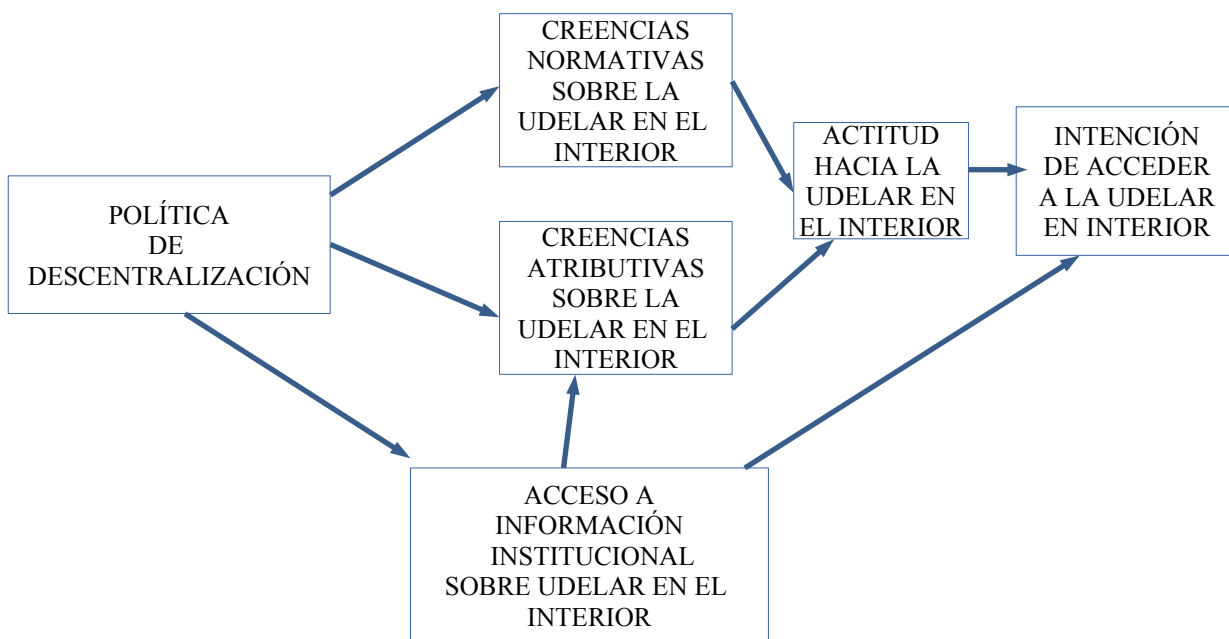 CREENCIAS
NORMATIVAS
SOBRE LA
UDELAR EN EL
INTERIOR
POLÍTICA
DE
DESCENTRALIZACIÓN
CREENCIAS
ATRIBUTIVAS
SOBRE LA
UDELAR EN EL
INTERIOR
ACTITUD
HACIA LA
UDELAR EN
EL INTERIOR
INTENCIÓN
DE ACCEDER
A LA UDELAR
EN INTERIOR
ACCESO A
INFORMACIÓN
INSTITUCIONAL
SOBRE UDELAR EN EL
INTERIOR